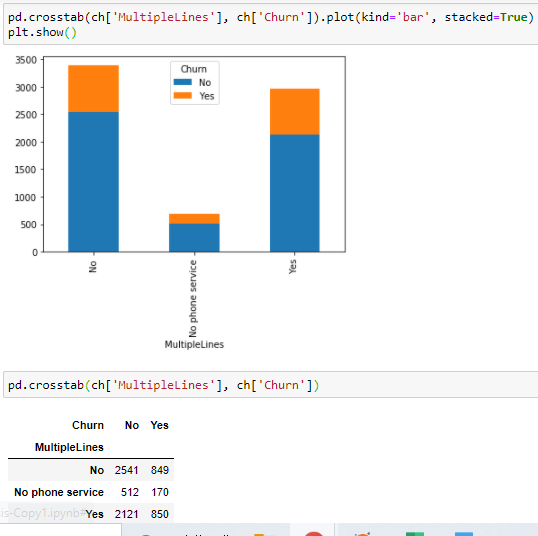 pd.crosstab(ch['MultipleLines'], ch['Churn']).plot(kind='bar', stacked=True)
plt.show()
Churn
No
Yes
3500
3000
2500
2000
1500
1000
500
0
No
No phone service
Yes
MultipleLines
pd.crosstab(ch['MultipleLines'], ch['Churn'])
Churn No Yes
MultipleLines
No 2541 849
No phone service 512 170
is-Copy1.ipynb# Yes 2121 850